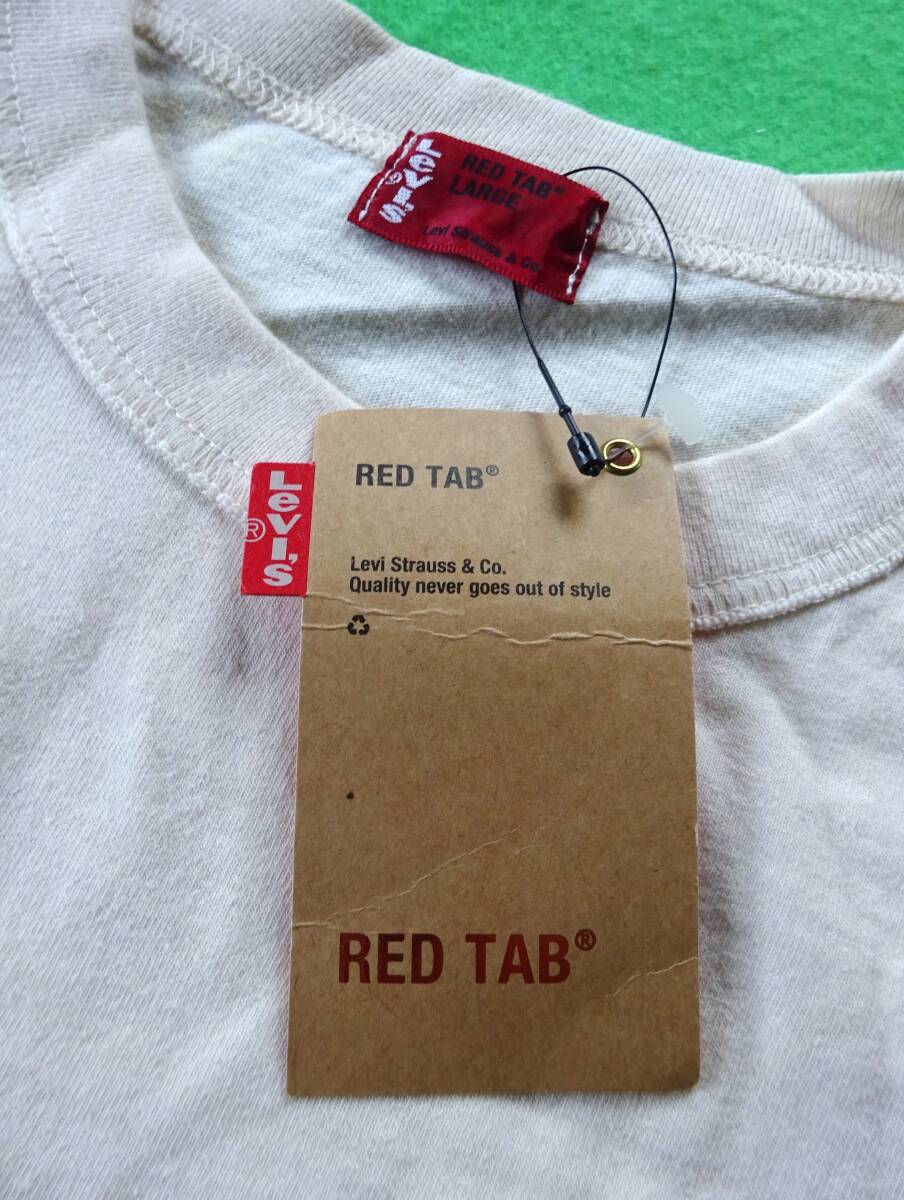 Levi's
®
RED TAB®
LARGE
Levi Strauss & Co.
RED TAB®
Levi's
®
Levi Strauss & Co.
Quality never goes out of style
RED TAB®